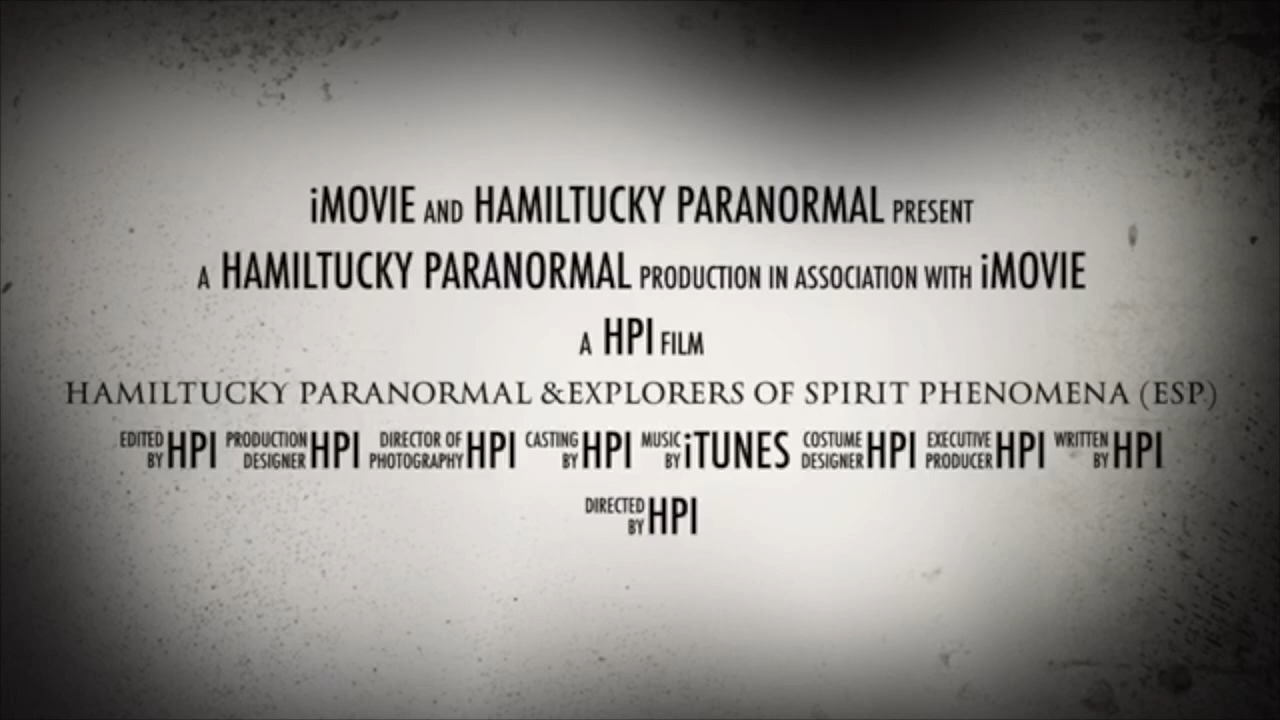 iMOVIE AND HAMILTUCKY PARANORMAL PRESENT
A HAMILTUCKY PARANORMAL PRODUCTION IN ASSOCIATION WITH iMOVIE
A HPI FILM
HAMILTUCKY PARANORMAL &EXPLORERS OF SPIRIT PHENOMENA (ESP)
EDITED BY HPI PRODUCTION DESIGNER HPI DIRECTOR OF PHOTOGRAPHY HPI CASTING BY HPI MUSIC BY iTUNES COSTUME DESIGNER HPI EXECUTIVE PRODUCER HPI WRITTEN BY HPI
DIRECTED BY HPI